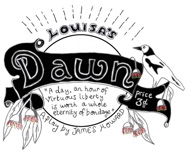 LOUISA'S
Dawn
"A day, an hour of
virtuous liberty
is worth a whole
eternity of bondage"
A play by JAMES HOWARD
price
3d